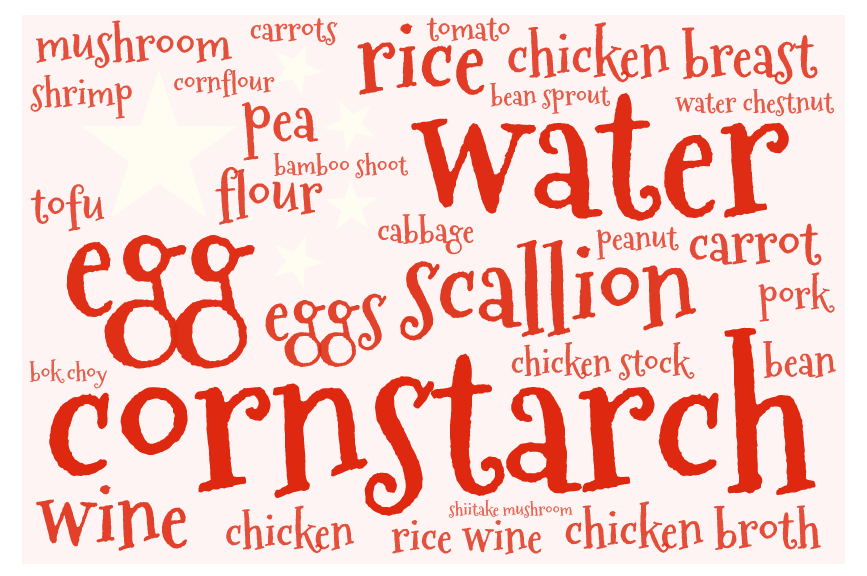 mushroom
carrots
tomato
rice
chicken breast
shrimp
cornflour
bean sprout
water chestnut
pea
water
bamboo shoot
tofu
flour
cabbage
peanut
carrot
egg
scallion
pork
eggs
chicken stock
bean
bok choy
cornstarch
wine
chicken
shiitake mushroom
rice wine
chicken broth